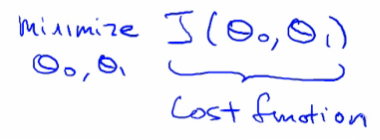 minimize J(θ₀, θ₁)
θ₀, θ₁
Cost function